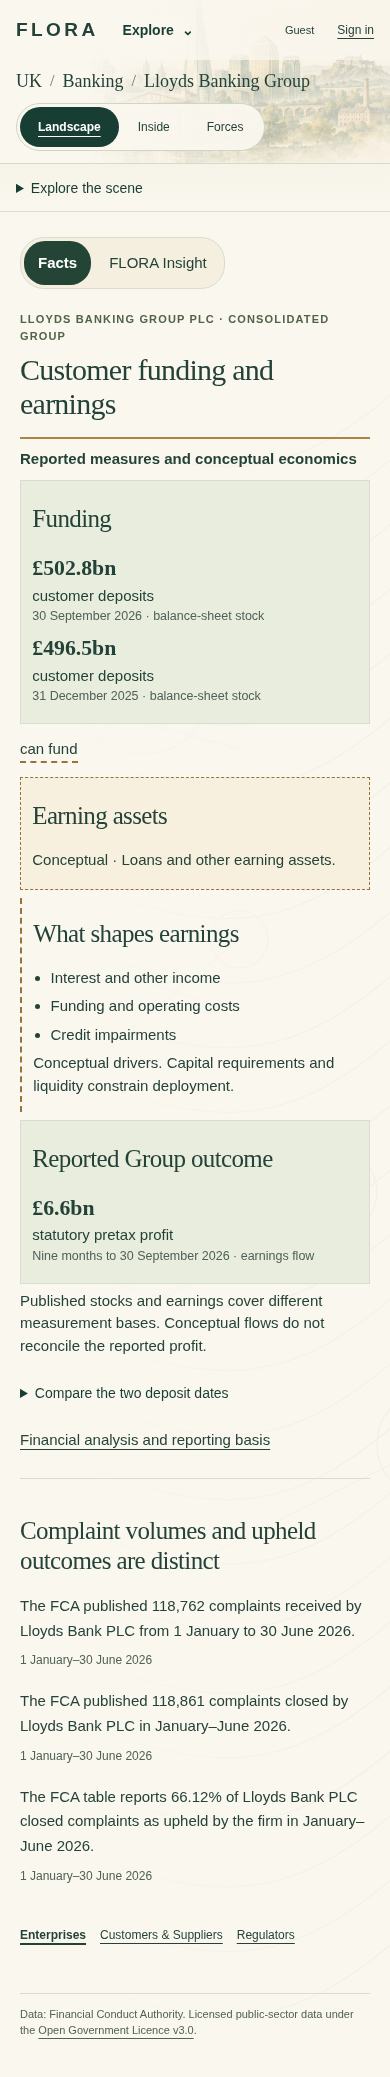 FLORA Explore Guest Sign in
UK / Banking / Lloyds Banking Group
Landscape Inside Forces
Explore the scene
Facts FLORA Insight
LLOYDS BANKING GROUP PLC · CONSOLIDATED
GROUP
Customer funding and
earnings
Reported measures and conceptual economics
Funding
£502.8bn
customer deposits
30 September 2026 · balance-sheet stock
£496.5bn
customer deposits
31 December 2025 · balance-sheet stock
can fund
Earning assets
Conceptual · Loans and other earning assets.
What shapes earnings
• Interest and other income
• Funding and operating costs
• Credit impairments
Conceptual drivers. Capital requirements and
liquidity constrain deployment.
Reported Group outcome
£6.6bn
statutory pretax profit
Nine months to 30 September 2026 · earnings flow
Published stocks and earnings cover different
measurement bases. Conceptual flows do not
reconcile the reported profit.
Compare the two deposit dates
Financial analysis and reporting basis
Complaint volumes and upheld
outcomes are distinct
The FCA published 118,762 complaints received by
Lloyds Bank PLC from 1 January to 30 June 2026.
1 January–30 June 2026
The FCA published 118,861 complaints closed by
Lloyds Bank PLC in January–June 2026.
1 January–30 June 2026
The FCA table reports 66.12% of Lloyds Bank PLC
closed complaints as upheld by the firm in January–
June 2026.
1 January–30 June 2026
Enterprises Customers & Suppliers Regulators
Data: Financial Conduct Authority. Licensed public-sector data under
the Open Government Licence v3.0.